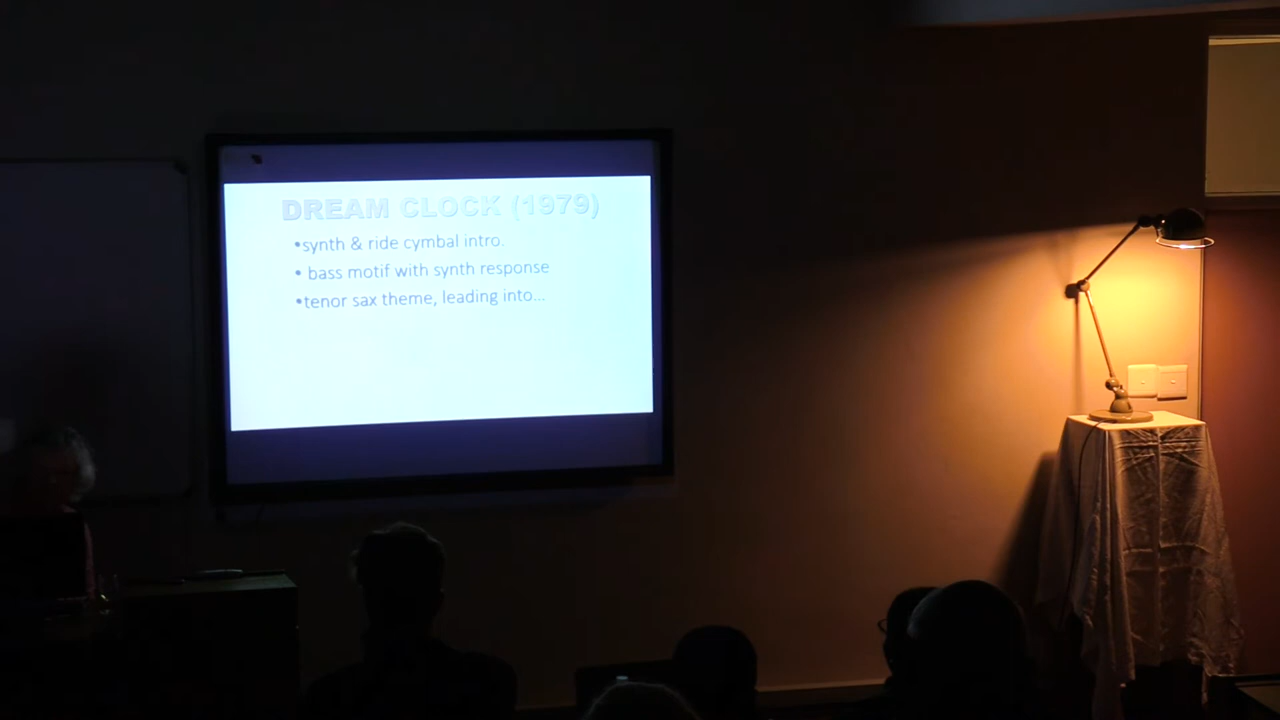 DREAM CLOCK (1979)
•synth & ride cymbal intro.
• bass motif with synth response
•tenor sax theme, leading into...